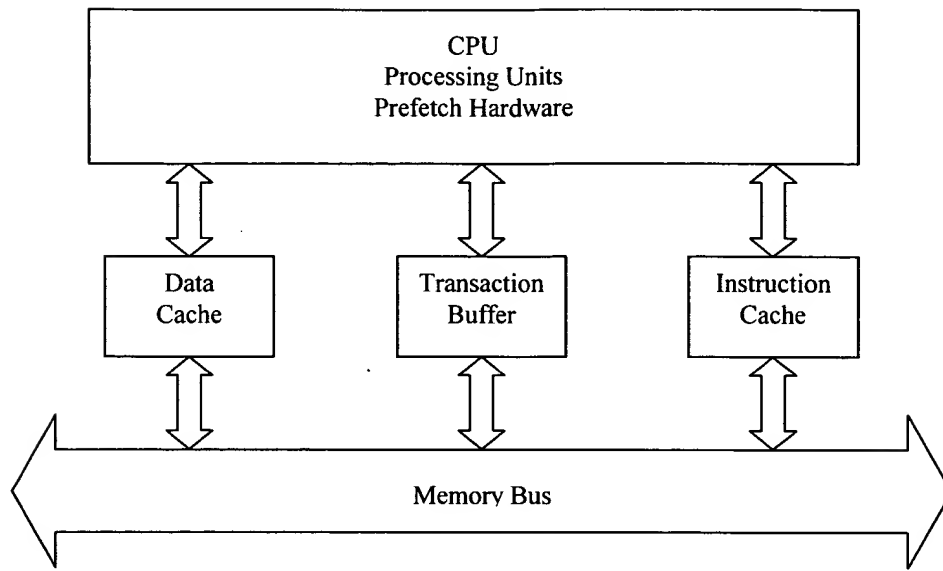 CPU
Processing Units
Prefetch Hardware
Data
Cache
Transaction
Buffer
Instruction
Cache
Memory Bus